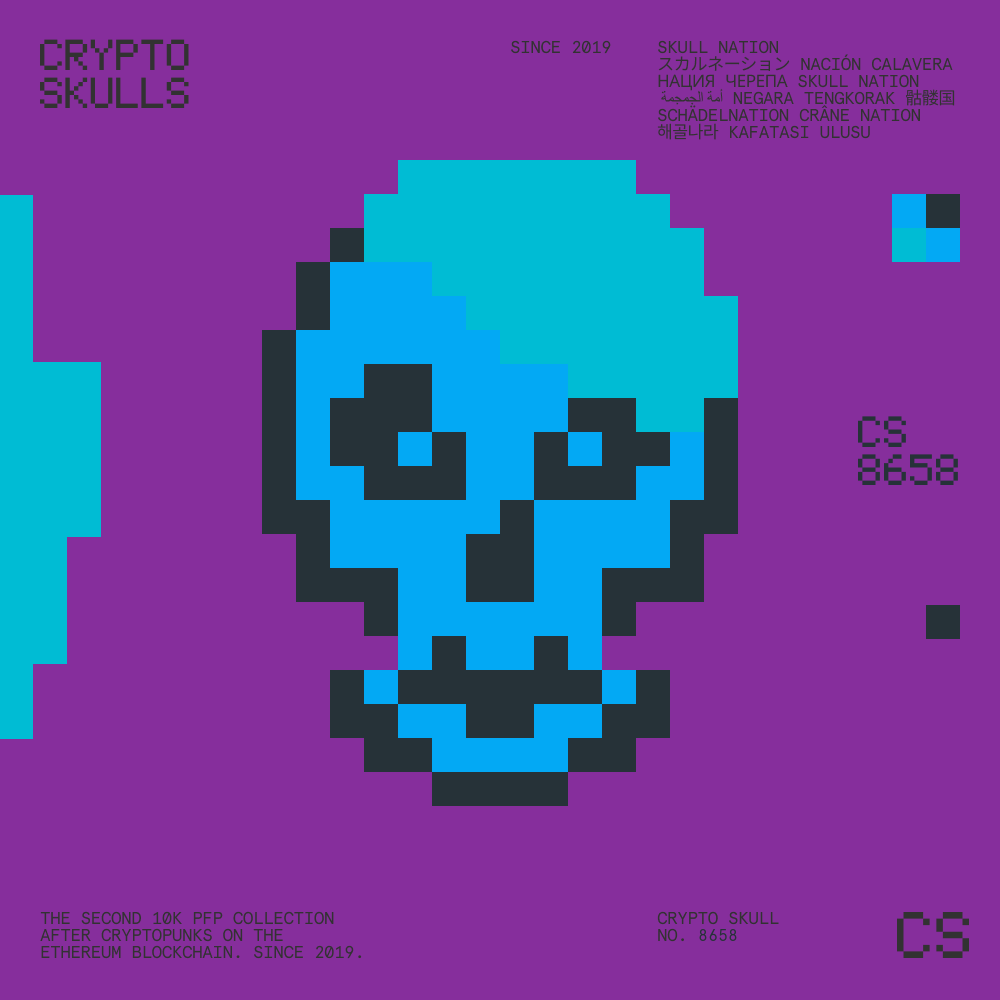 CRYPTO
SKULLS
SINCE 2019
SKULL NATION
スカルネーション NACIÓN CALAVERA
НАЦИЯ ЧЕРЕПА SKULL NATION
أمة الجمجمة NEGARA TENGKORAK 骷髅国
SCHÄDELNATION CRÂNE NATION
해골나라 KAFATASI ULUSU
CS
8658
THE SECOND 10K PFP COLLECTION
AFTER CRYPTOPUNKS ON THE
ETHEREUM BLOCKCHAIN. SINCE 2019.
CRYPTO SKULL
NO. 8658
CS